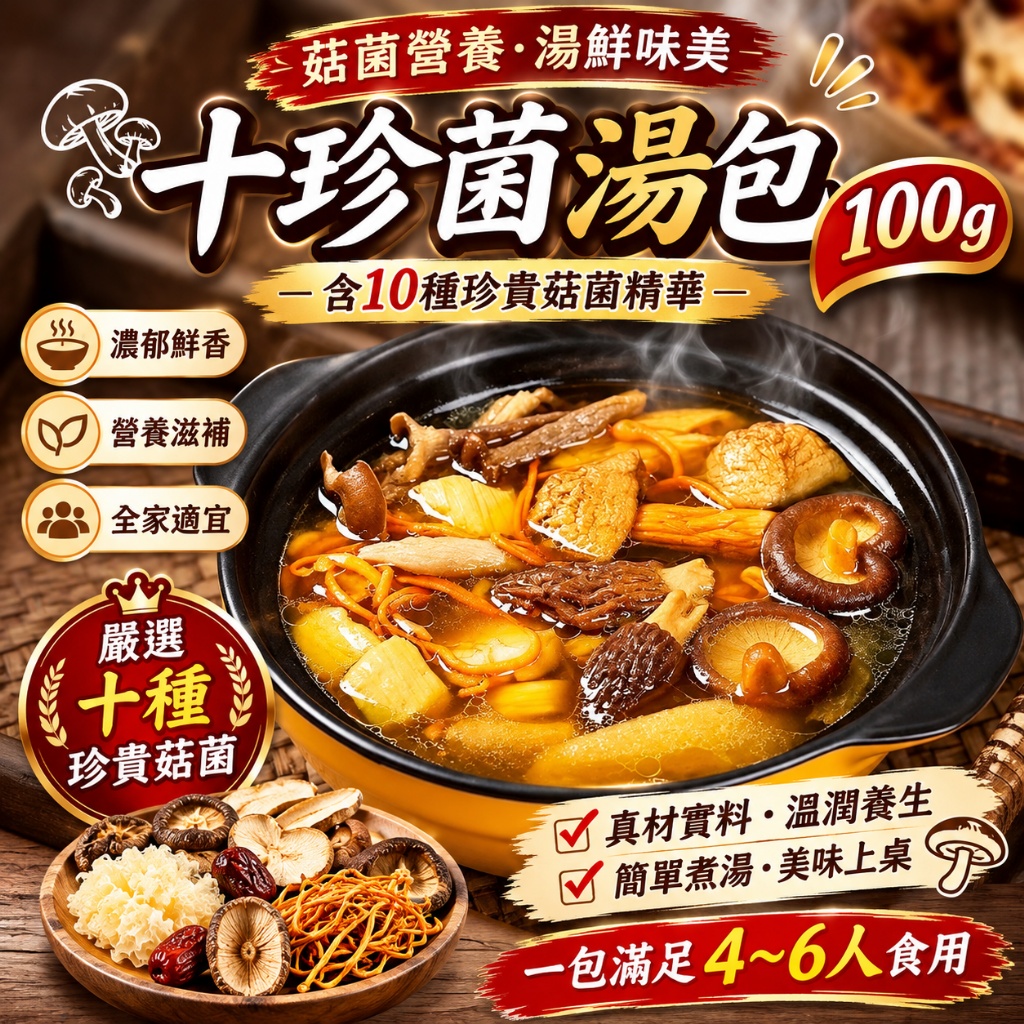 菇菌營養·湯鮮味美
十珍菌湯包
100g
— 含10種珍貴菇菌精華 —
濃郁鮮香
營養滋補
全家適宜
嚴選
十種
珍貴菇菌
真材實料·溫潤養生
簡單煮湯·美味上桌
一包滿足4~6人食用